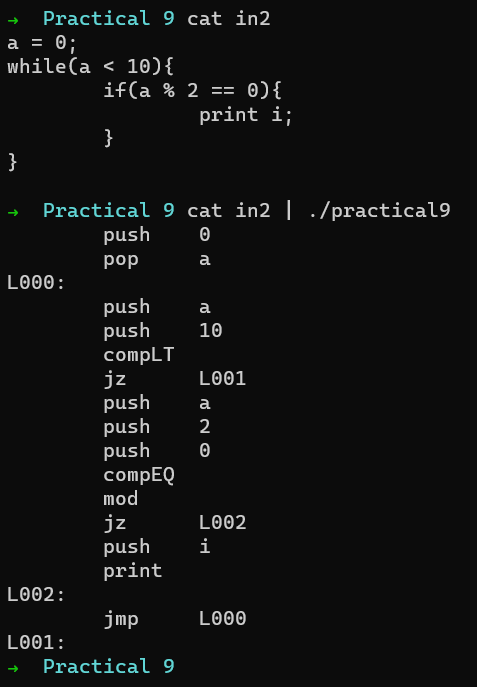 →  Practical 9 cat in2
a = 0;
while(a < 10){
        if(a % 2 == 0){
                print i;
        }
}

→  Practical 9 cat in2 | ./practical9
        push    0
        pop     a
L000:
        push    a
        push    10
        compLT
        jz      L001
        push    a
        push    2
        push    0
        compEQ
        mod
        jz      L002
        push    i
        print
L002:
        jmp     L000
L001:
→  Practical 9